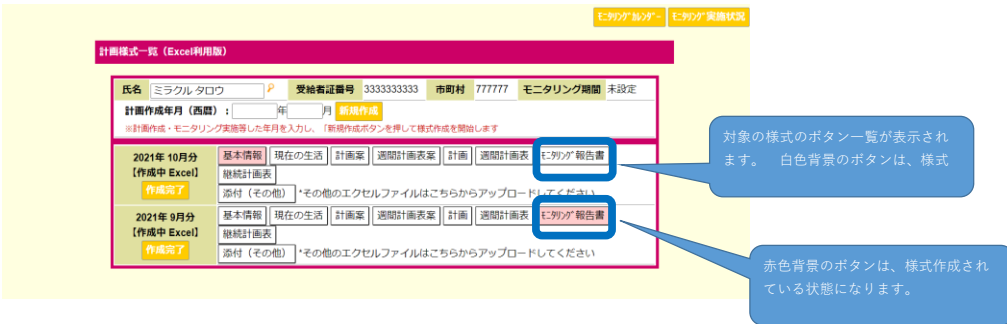 ﾓﾆﾀﾘﾝｸﾞｶﾚﾝﾀﾞｰ ﾓﾆﾀﾘﾝｸﾞ実施状況
計画様式一覧（Excel利用版）
氏名 ミラクル タロウ 受給者証番号 3333333333 市町村 777777 モニタリング期間 未設定
計画作成年月（西暦）： 年 月 新規作成
※計画作成・モニタリング実施等した年月を入力し、「新規作成ボタンを押して様式作成を開始します
2021年 10月分
【作成中 Excel】
作成完了
基本情報 現在の生活 計画案 週間計画表案 計画 週間計画表 ﾓﾆﾀﾘﾝｸﾞ報告書
継続計画表
添付（その他） *その他のエクセルファイルはこちらからアップロードしてください
2021年 9月分
【作成中 Excel】
作成完了
基本情報 現在の生活 計画案 週間計画表案 計画 週間計画表 ﾓﾆﾀﾘﾝｸﾞ報告書
継続計画表
添付（その他） *その他のエクセルファイルはこちらからアップロードしてください
対象の様式のボタン一覧が表示され
ます。 白色背景のボタンは、様式
赤色背景のボタンは、様式作成され
ている状態になります。